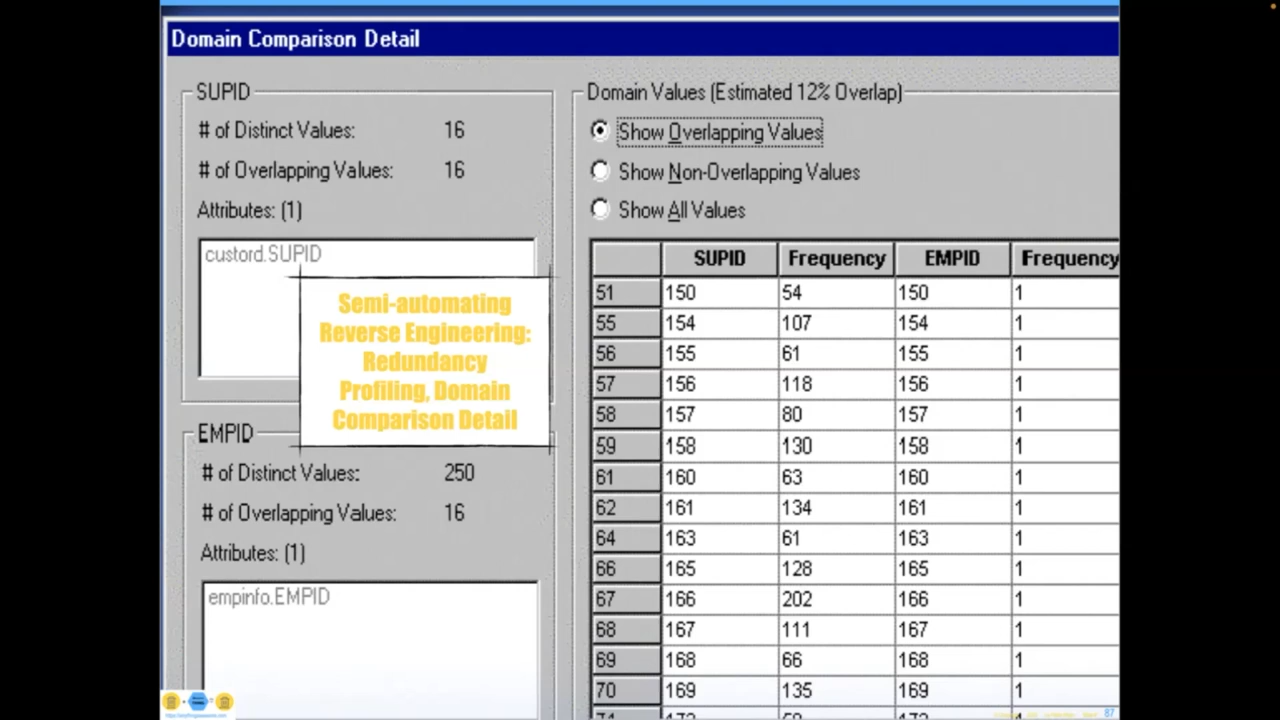 Domain Comparison Detail
SUPID
# of Distinct Values: 16
# of Overlapping Values: 16
Attributes: (1)
custord.SUPID
Semi-automating
Reverse Engineering:
Redundancy
Profiling, Domain
Comparison Detail
EMPID
# of Distinct Values: 250
# of Overlapping Values: 16
Attributes: (1)
empinfo.EMPID
Domain Values (Estimated 12% Overlap)
Show Overlapping Values
Show Non-Overlapping Values
Show All Values
SUPID Frequency EMPID Frequency
51 150 54 150 1
55 154 107 154 1
56 155 61 155 1
57 156 118 156 1
58 157 80 157 1
59 158 130 158 1
61 160 63 160 1
62 161 134 161 1
64 163 61 163 1
66 165 128 165 1
67 166 202 166 1
68 167 111 167 1
69 168 66 168 1
70 169 135 169 1
87